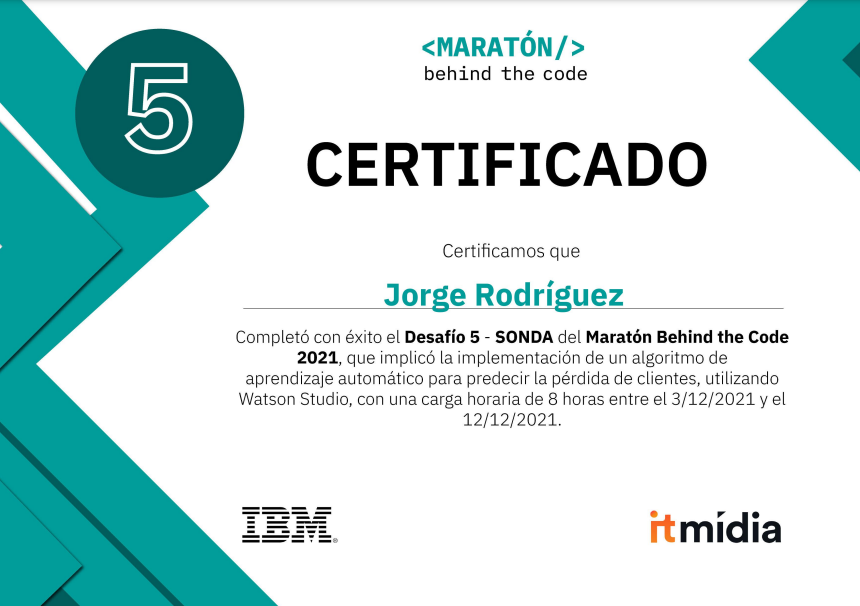 5
<MARATÓN/>
behind the code
CERTIFICADO
Certificamos que
Jorge Rodríguez
Completó con éxito el Desafío 5 - SONDA del Maratón Behind the Code
2021, que implicó la implementación de un algoritmo de
aprendizaje automático para predecir la pérdida de clientes, utilizando
Watson Studio, con una carga horaria de 8 horas entre el 3/12/2021 y el
12/12/2021.
IBM®
itmídia